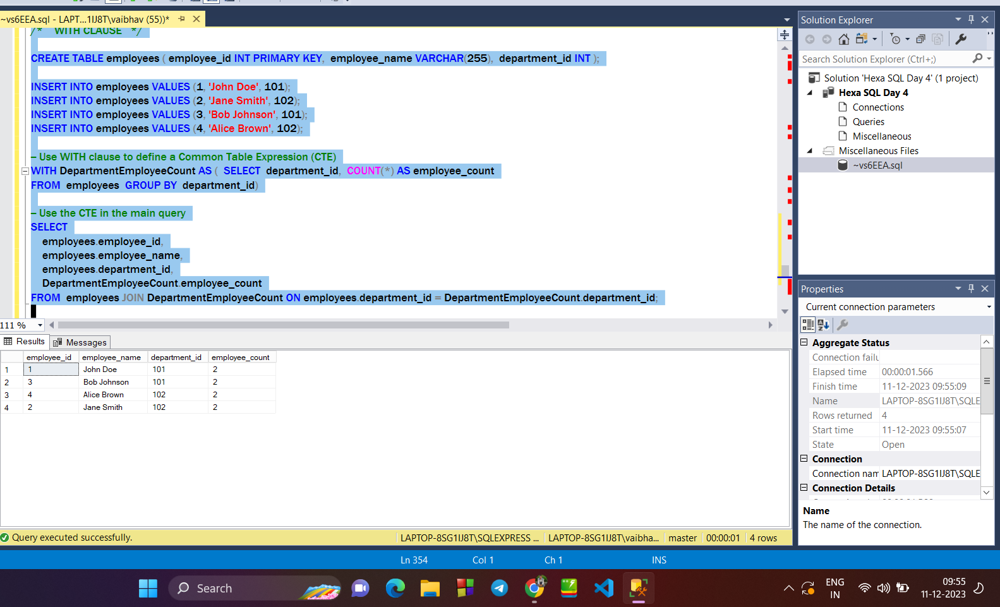 ~vs6EEA.sql - LAPT...1IJ8T\vaibhav (55))*
/* WITH CLAUSE */
CREATE TABLE employees ( employee_id INT PRIMARY KEY, employee_name VARCHAR(255), department_id INT );
INSERT INTO employees VALUES (1, 'John Doe', 101);
INSERT INTO employees VALUES (2, 'Jane Smith', 102);
INSERT INTO employees VALUES (3, 'Bob Johnson', 101);
INSERT INTO employees VALUES (4, 'Alice Brown', 102);
– Use WITH clause to define a Common Table Expression (CTE)
WITH DepartmentEmployeeCount AS ( SELECT department_id, COUNT(*) AS employee_count
FROM employees GROUP BY department_id)
– Use the CTE in the main query
SELECT
employees.employee_id,
employees.employee_name,
employees.department_id,
DepartmentEmployeeCount.employee_count
FROM employees JOIN DepartmentEmployeeCount ON employees.department_id = DepartmentEmployeeCount.department_id;
111 %
Results Messages
employee_id employee_name department_id employee_count
1 1 John Doe 101 2
2 3 Bob Johnson 101 2
3 4 Alice Brown 102 2
4 2 Jane Smith 102 2
Query executed successfully. LAPTOP-8SG1IJ8T\SQLEXPRESS ... LAPTOP-8SG1IJ8T\vaibha... master 00:00:01 4 rows
Solution Explorer
Search Solution Explorer (Ctrl+;)
Solution 'Hexa SQL Day 4' (1 project)
Hexa SQL Day 4
Connections
Queries
Miscellaneous
Miscellaneous Files
~vs6EEA.sql
Properties
Current connection parameters
Aggregate Status
Connection failu
Elapsed time 00:00:01.566
Finish time 11-12-2023 09:55:09
Name LAPTOP-8SG1IJ8T\SQLE
Rows returned 4
Start time 11-12-2023 09:55:07
State Open
Connection
Connection nam LAPTOP-8SG1IJ8T\SQLE
Connection Details
Name
The name of the connection.
Ln 354 Col 1 Ch 1 INS
Search
ENG
IN
09:55
11-12-2023